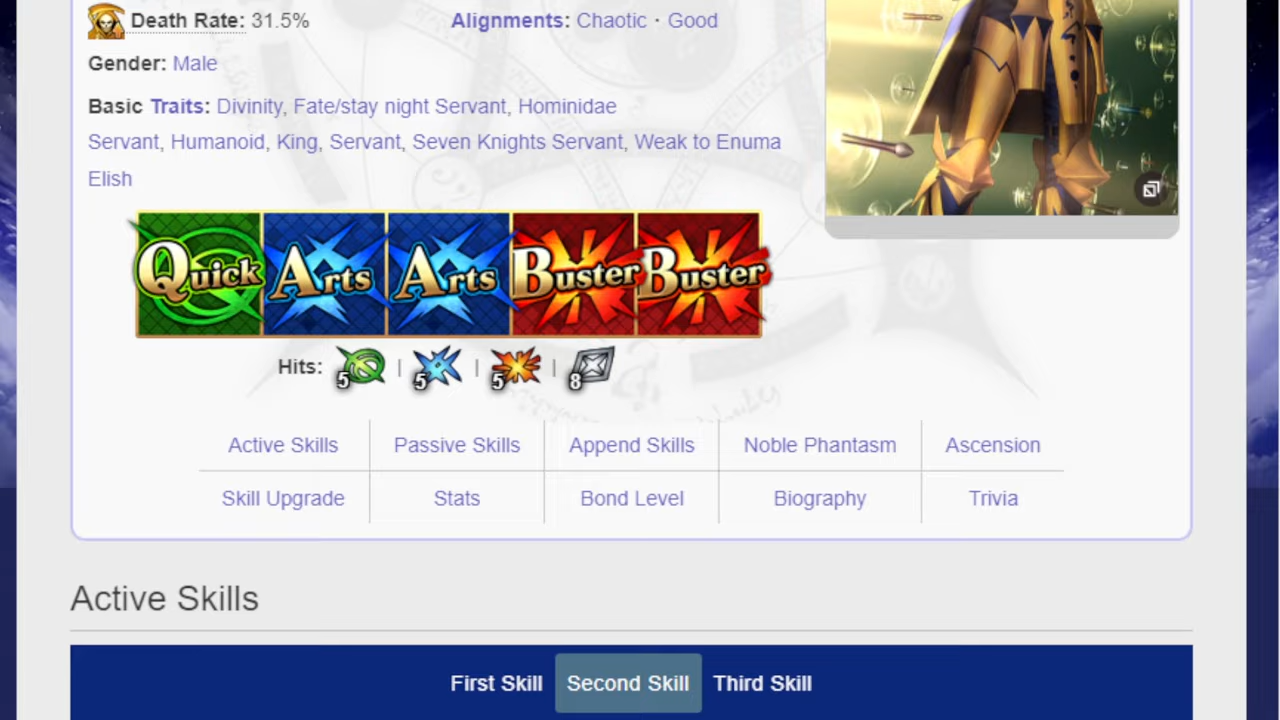 Death Rate: 31.5%
Alignments: Chaotic · Good
Gender: Male
Basic Traits: Divinity, Fate/stay night Servant, Hominidae
Servant, Humanoid, King, Servant, Seven Knights Servant, Weak to Enuma
Elish
Quick Arts Arts Buster Buster
Hits: 5 | 5 | 5 | 8
Active Skills Passive Skills Append Skills Noble Phantasm Ascension
Skill Upgrade Stats Bond Level Biography Trivia
Active Skills
First Skill Second Skill Third Skill